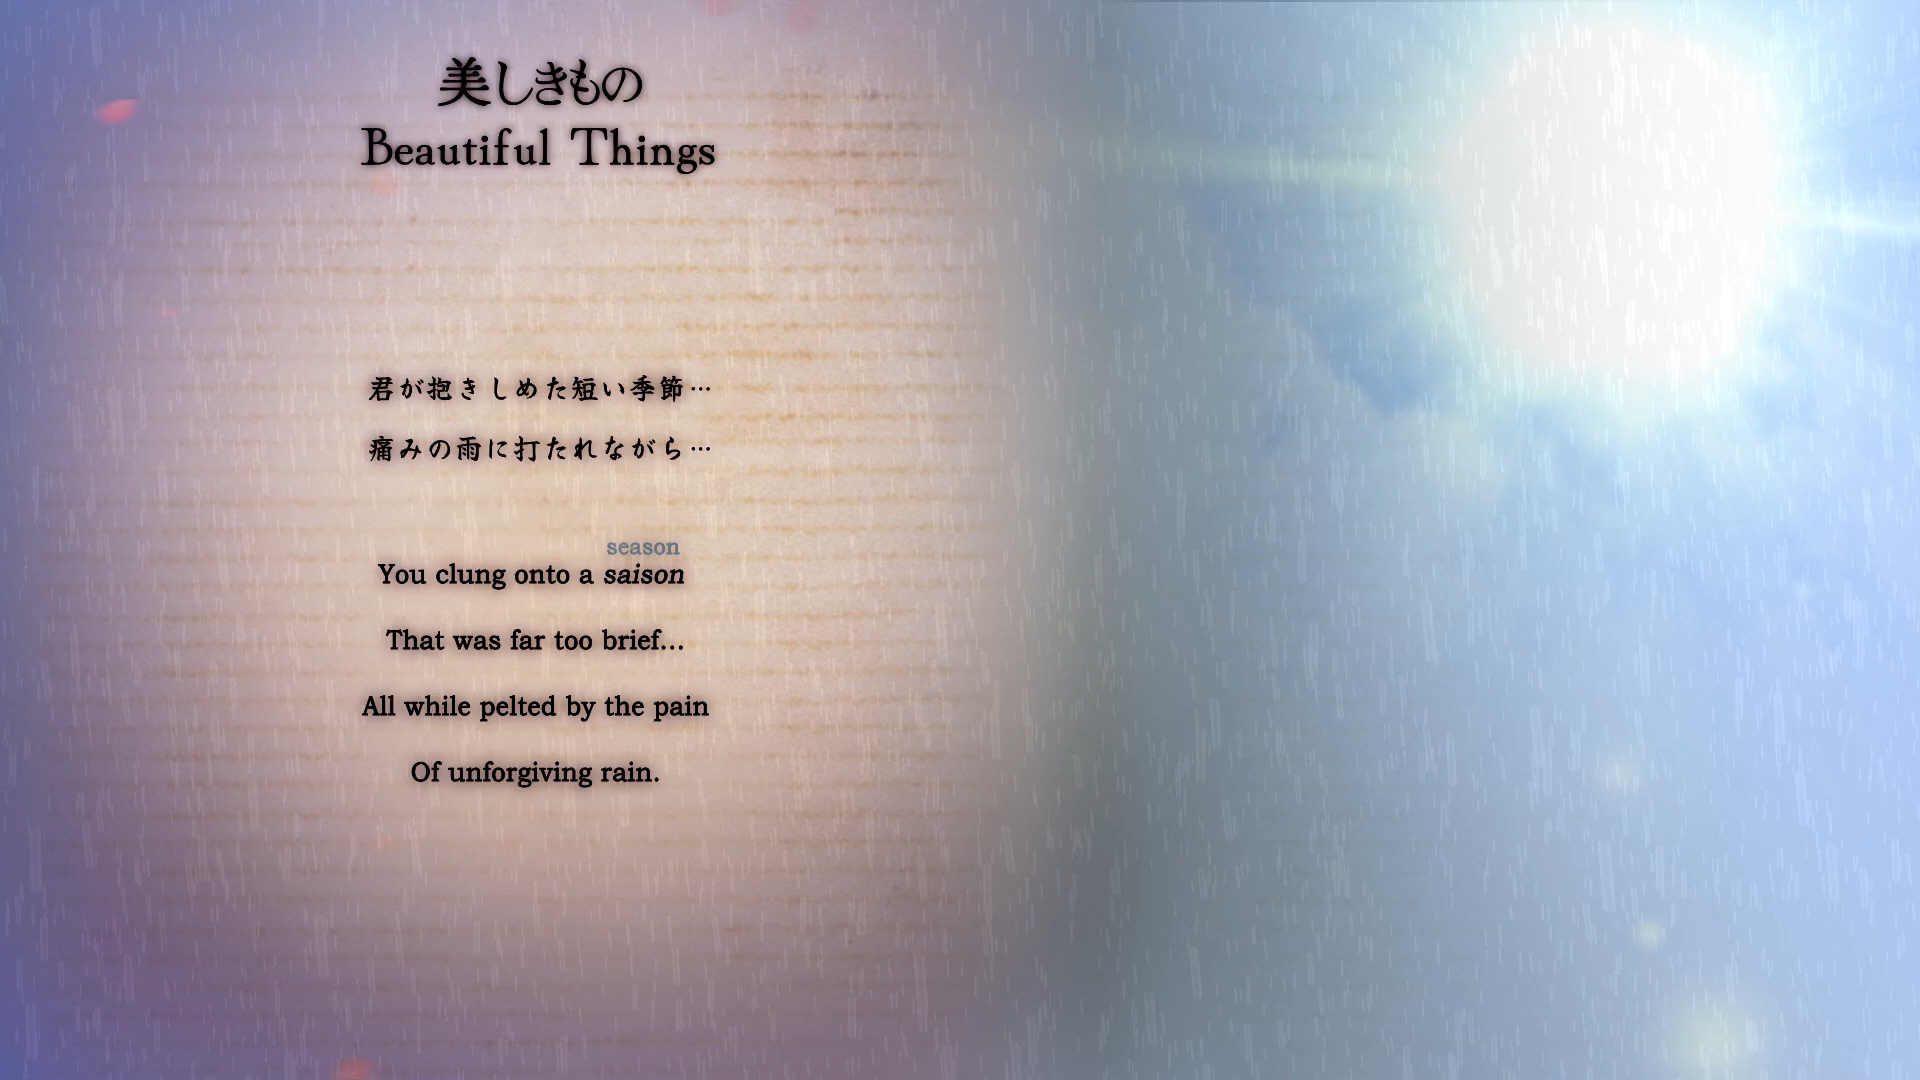 美しきもの
Beautiful Things
君が抱きしめた短い季節…
痛みの雨に打たれながら…
season
You clung onto a saison
That was far too brief...
All while pelted by the pain
Of unforgiving rain.